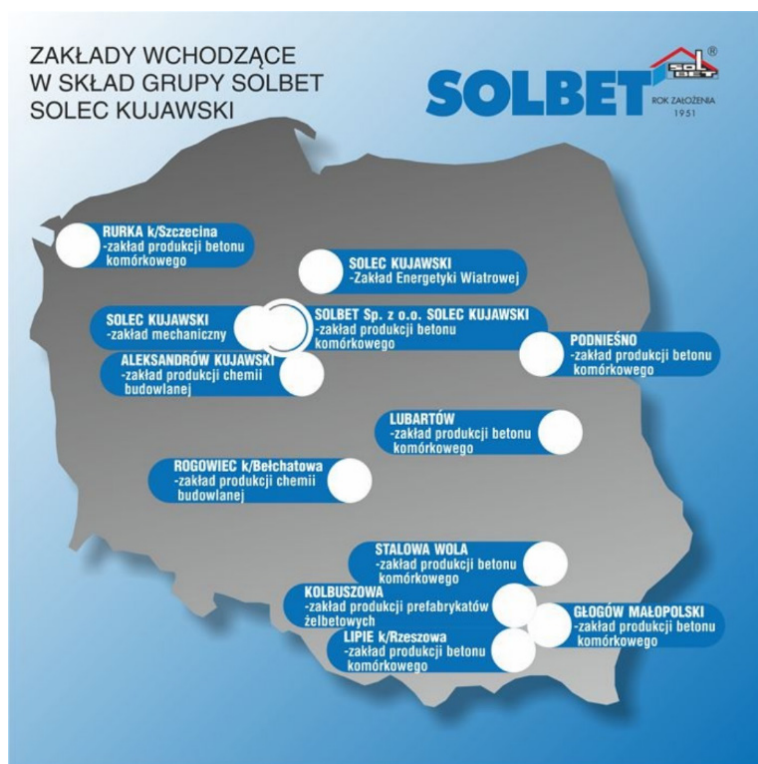 ZAKŁADY WCHODZĄCE
W SKŁAD GRUPY SOLBET
SOLEC KUJAWSKI
SOLBET
SOL
BET
®
ROK ZAŁOŻENIA
1951
RURKA k/Szczecina
-zakład produkcji betonu
komórkowego
SOLEC KUJAWSKI
-Zakład Energetyki Wiatrowej
SOLEC KUJAWSKI
-zakład mechaniczny
SOLBET Sp. z o.o. SOLEC KUJAWSKI
-zakład produkcji betonu
komórkowego
PODNIEŚNO
-zakład produkcji betonu
komórkowego
ALEKSANDRÓW KUJAWSKI
-zakład produkcji chemii
budowlanej
LUBARTÓW
-zakład produkcji betonu
komórkowego
ROGOWIEC k/Bełchatowa
-zakład produkcji chemii
budowlanej
STALOWA WOLA
-zakład produkcji betonu
komórkowego
KOLBUSZOWA
-zakład produkcji prefabrykatów
żelbetowych
GŁOGÓW MAŁOPOLSKI
-zakład produkcji betonu
komórkowego
LIPIE k/Rzeszowa
-zakład produkcji betonu
komórkowego